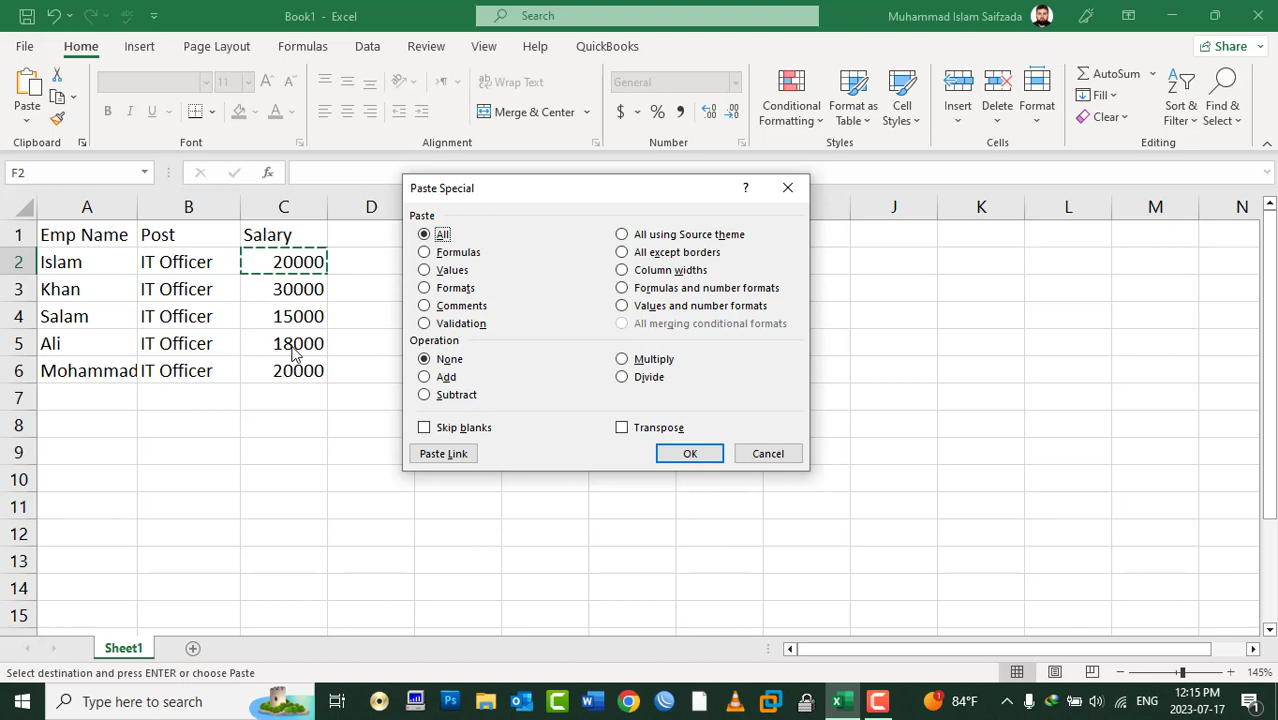 Book1 - Excel
Search
Muhammad Islam Saifzada
File Home Insert Page Layout Formulas Data Review View Help QuickBooks
Share
Paste
11
General
Wrap Text
Merge & Center
B I U
$ % ,
Conditional Formatting
Format as Table
Cell Styles
Insert
Delete
Format
AutoSum
Fill
Clear
Sort & Filter
Find & Select
Clipboard Font Alignment Number Styles Cells Editing
F2
fx
A B C D J K L M N
1 Emp Name Post Salary
2 Islam IT Officer 20000
3 Khan IT Officer 30000
4 Salam IT Officer 15000
5 Ali IT Officer 18000
6 Mohammad IT Officer 20000
7
8
9
10
11
12
13
14
15
Paste Special
?
Paste
All
All using Source theme
Formulas
All except borders
Values
Column widths
Formats
Formulas and number formats
Comments
Values and number formats
Validation
All merging conditional formats
Operation
None
Multiply
Add
Divide
Subtract
Skip blanks
Transpose
Paste Link
OK
Cancel
Sheet1
Select destination and press ENTER or choose Paste
145%
Type here to search
84°F
ENG
12:15 PM
2023-07-17